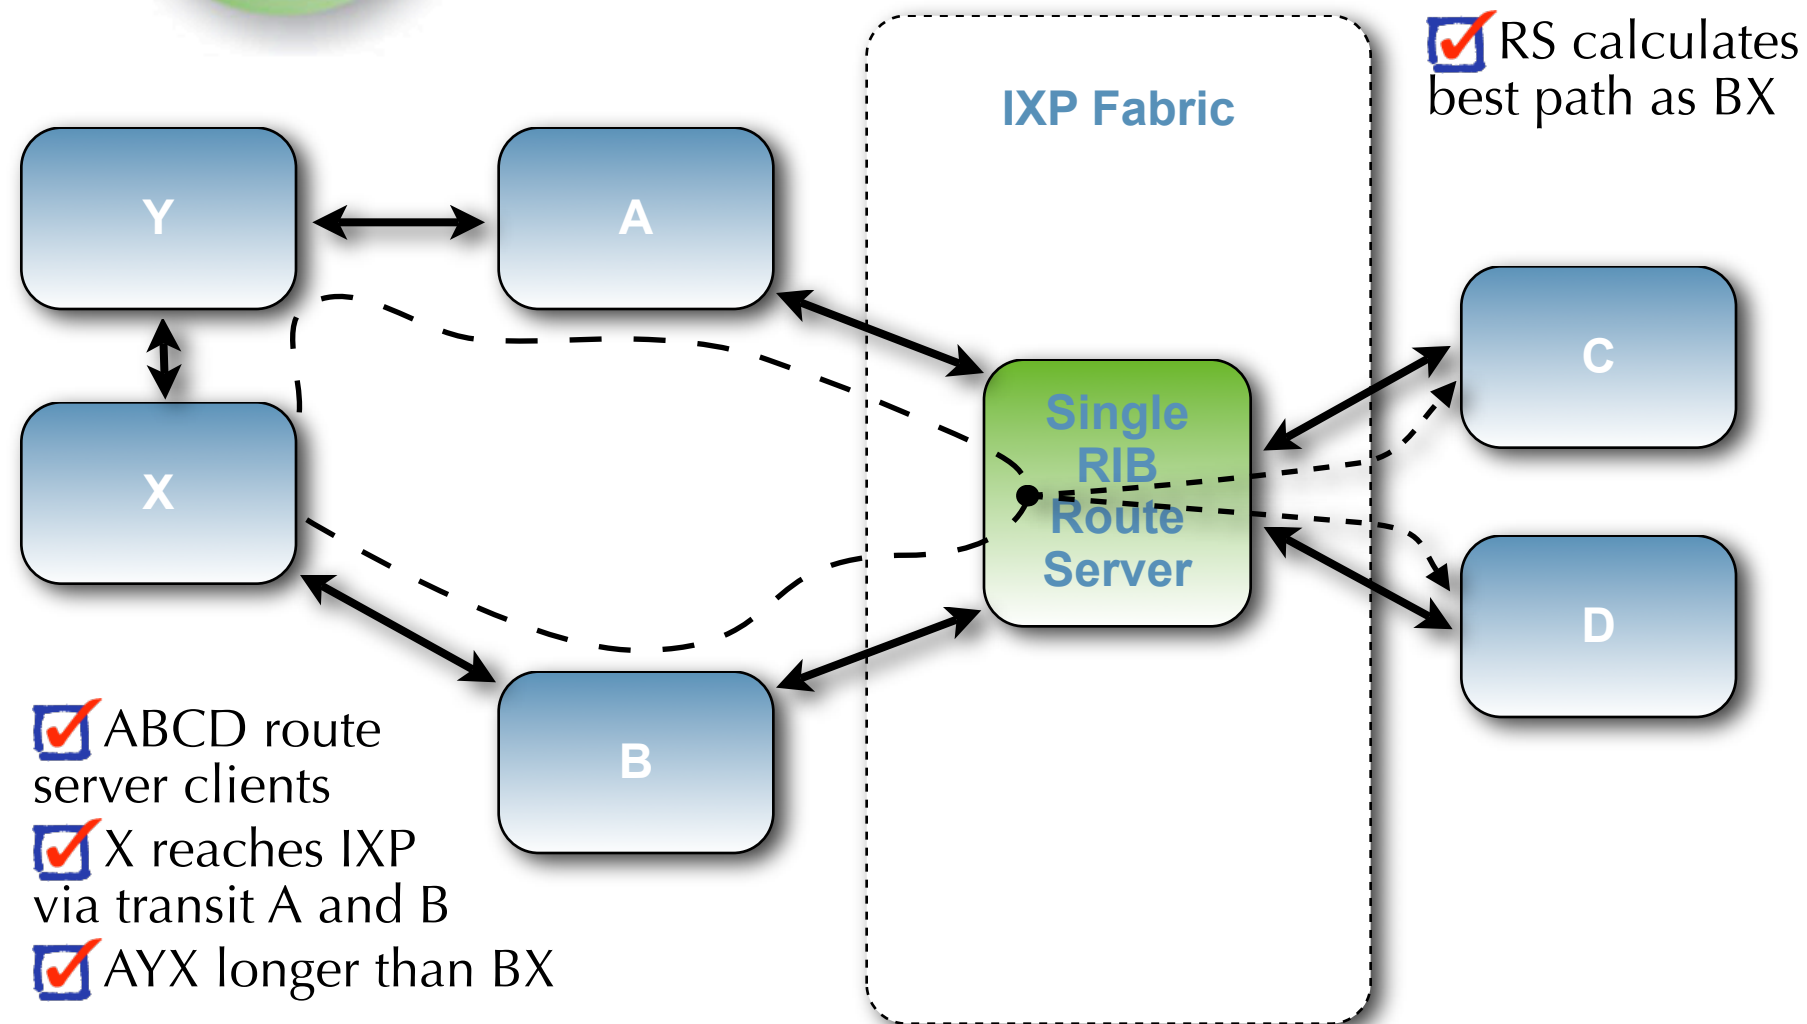 IXP Fabric
RS calculates
best path as BX
Y
A
C
Single
RIB
Route
Server
X
D
B
ABCD route
server clients
X reaches IXP
via transit A and B
AYX longer than BX